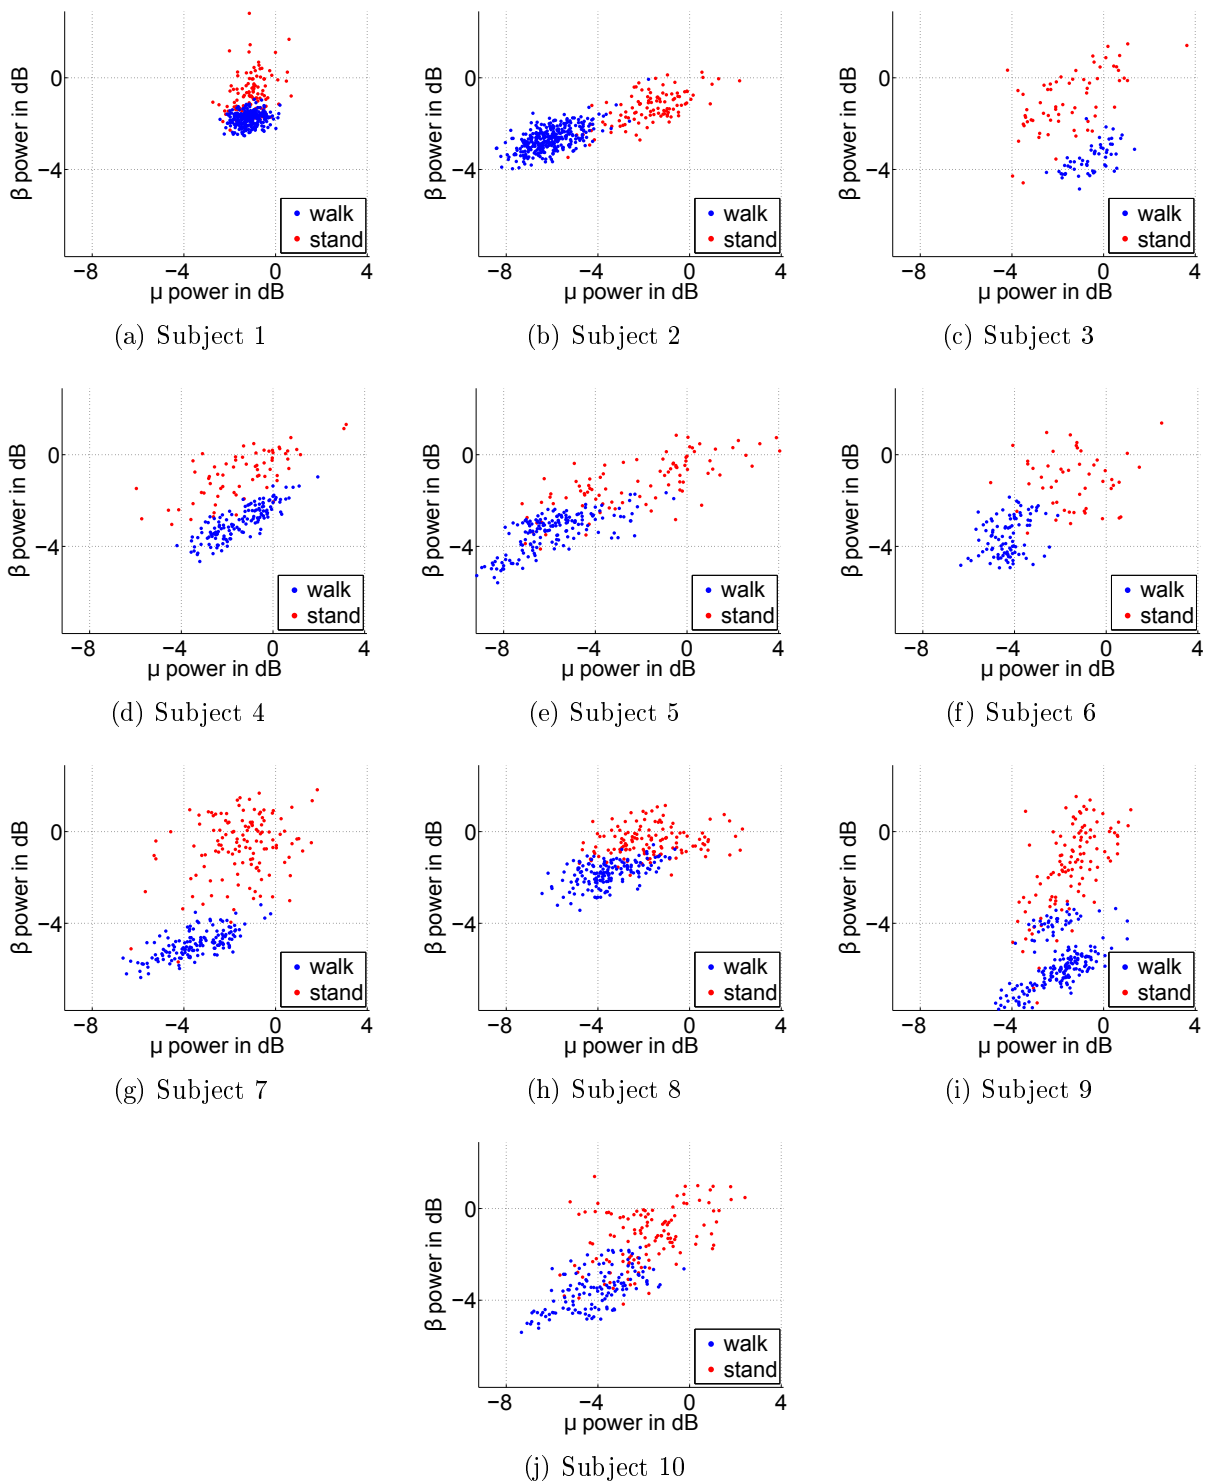 0
−4
β power in dB
walk
stand
−8 −4 0 4
μ power in dB
(a) Subject 1
0
−4
β power in dB
walk
stand
−8 −4 0 4
μ power in dB
(b) Subject 2
0
−4
β power in dB
walk
stand
−8 −4 0 4
μ power in dB
(c) Subject 3
0
−4
β power in dB
walk
stand
−8 −4 0 4
μ power in dB
(d) Subject 4
0
−4
β power in dB
walk
stand
−8 −4 0 4
μ power in dB
(e) Subject 5
0
−4
β power in dB
walk
stand
−8 −4 0 4
μ power in dB
(f) Subject 6
0
−4
β power in dB
walk
stand
−8 −4 0 4
μ power in dB
(g) Subject 7
0
−4
β power in dB
walk
stand
−8 −4 0 4
μ power in dB
(h) Subject 8
0
−4
β power in dB
walk
stand
−8 −4 0 4
μ power in dB
(i) Subject 9
0
−4
β power in dB
walk
stand
−8 −4 0 4
μ power in dB
(j) Subject 10